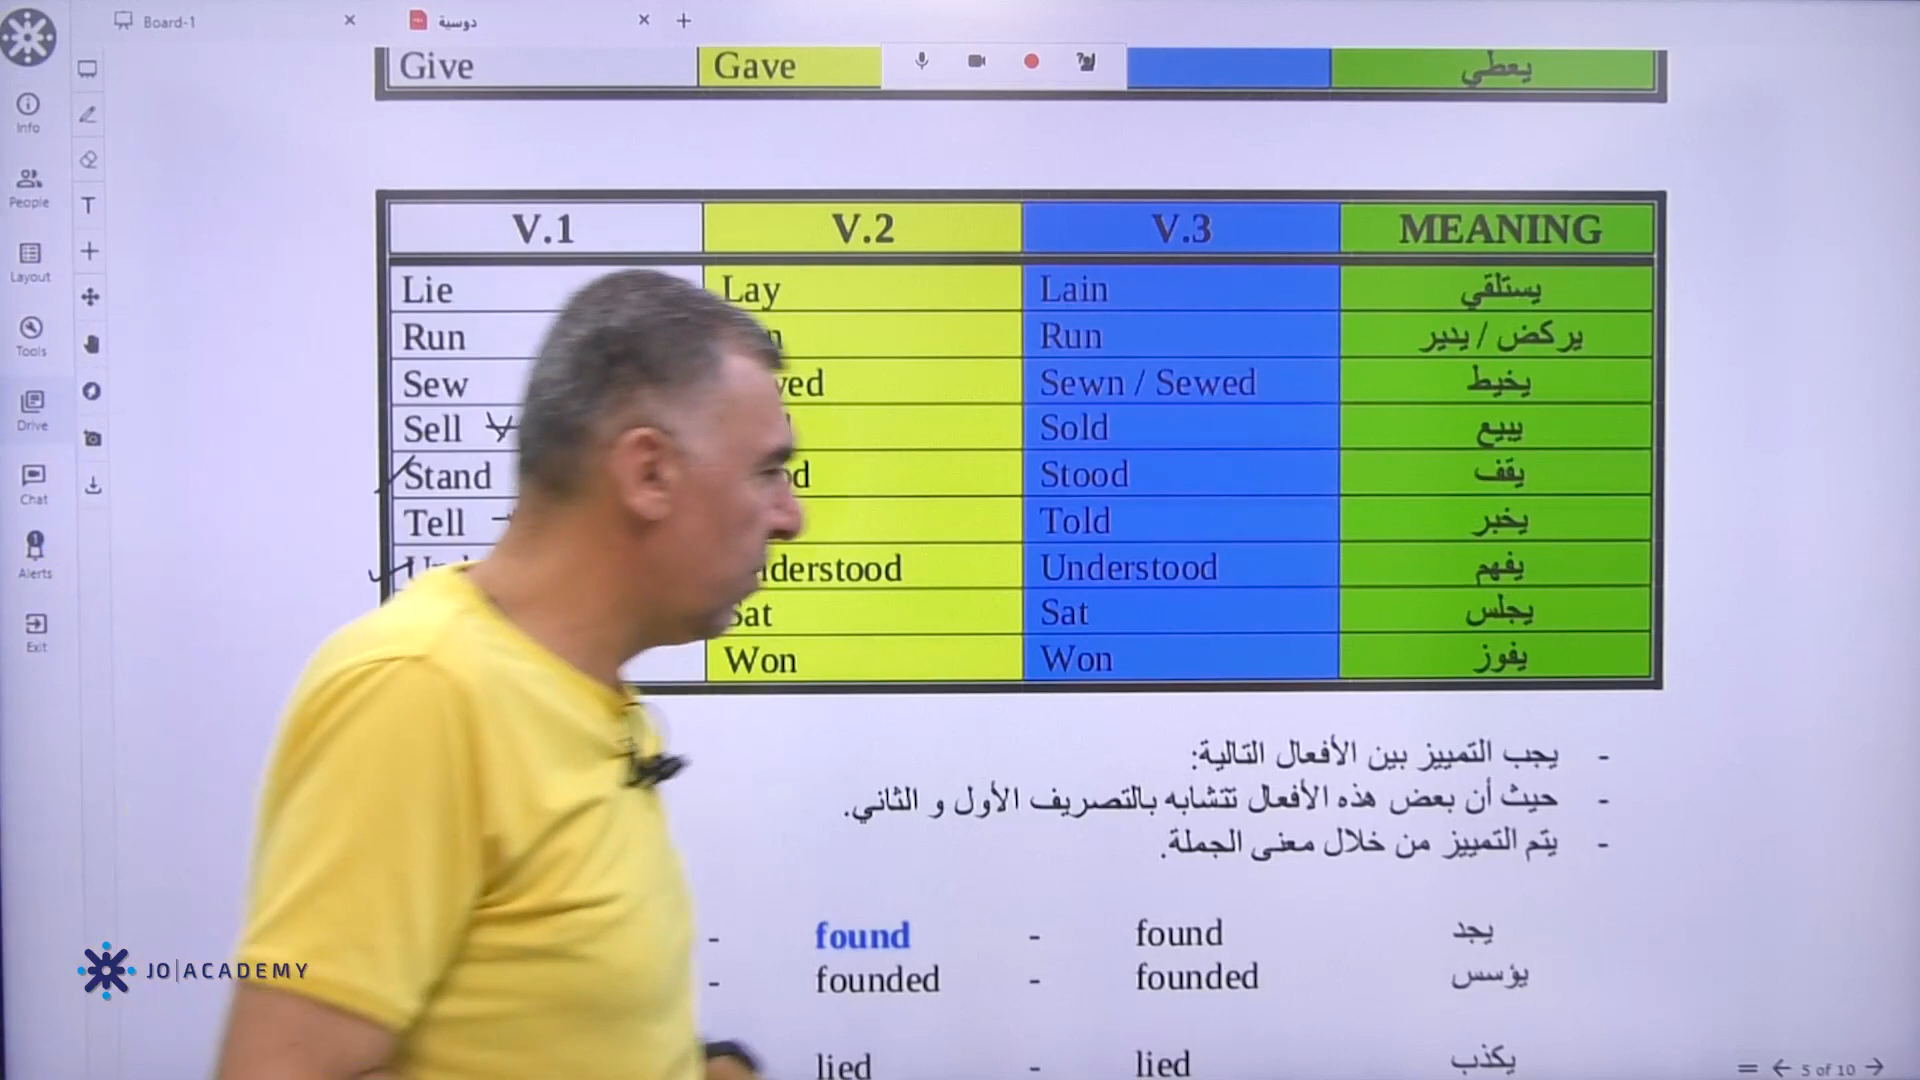 Board-1
دوسية
Give Gave يعطي
Info
People
Layout
Tools
Drive
Chat
Alerts
Exit
V.1 V.2 V.3 MEANING
Lie Lay Lain يستلقي
Run Run يركض / يدير
Sew Sewn / Sewed يخيط
Sell Sold يبيع
Stand Stood يقف
Tell Told يخبر
Understood يفهم
Sat Sat يجلس
Won Won يفوز
- يجب التمييز بين الأفعال التالية:
- حيث أن بعض هذه الأفعال تتشابه بالتصريف الأول و الثاني.
- يتم التمييز من خلال معنى الجملة.
- found - found يجد
- founded - founded يؤسس
lied - lied يكذب
JO ACADEMY
5 of 10